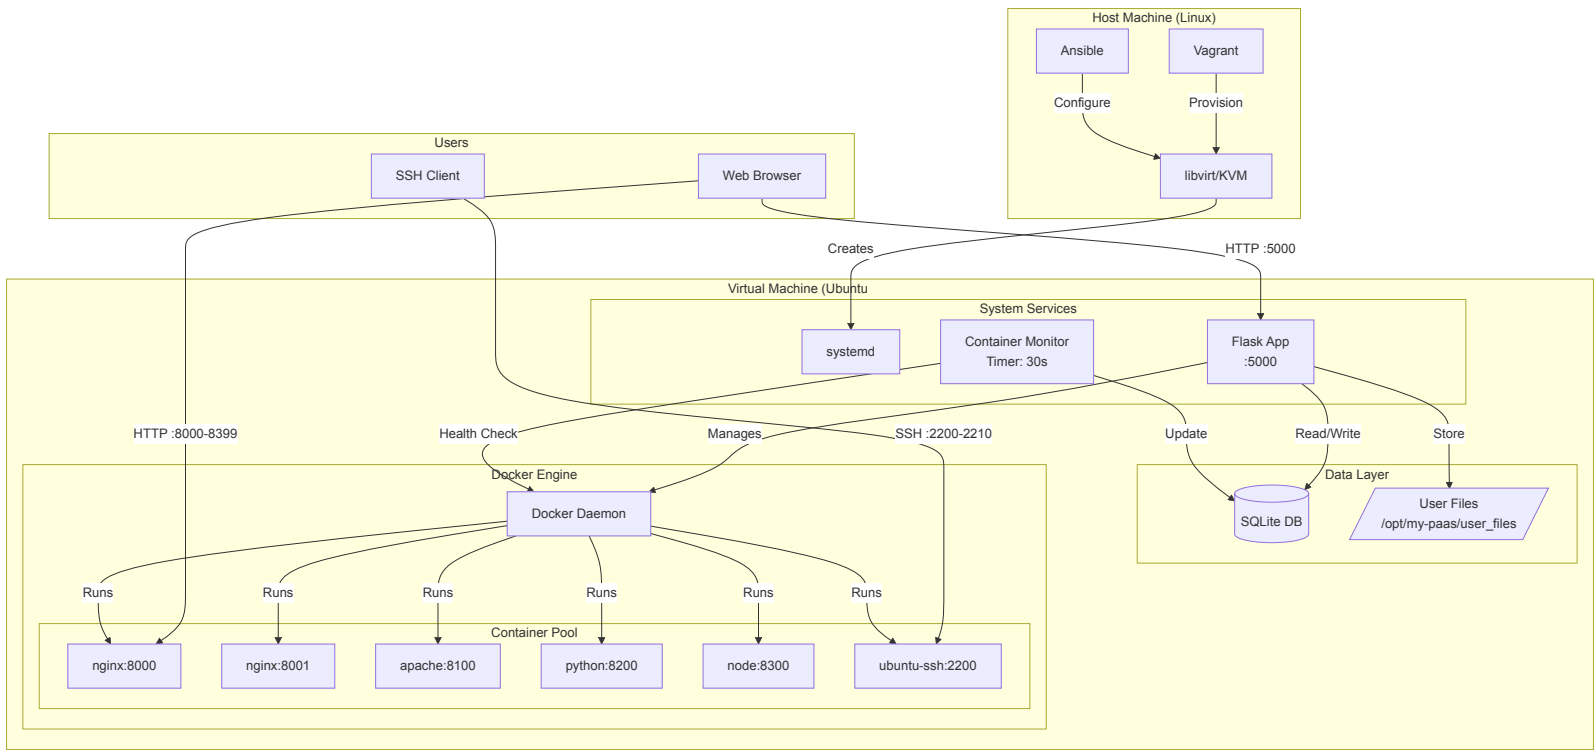 Host Machine (Linux)
Ansible
Vagrant
Configure
Provision
libvirt/KVM
Users
SSH Client
Web Browser
Creates
HTTP :5000
Virtual Machine (Ubuntu
System Services
systemd
Container Monitor
Timer: 30s
Flask App
:5000
HTTP :8000-8399
Health Check
Manages
SSH :2200-2210
Update
Read/Write
Store
Docker Engine
Docker Daemon
Data Layer
SQLite DB
User Files
/opt/my-paas/user_files
Runs
Runs
Runs
Runs
Runs
Runs
Container Pool
nginx:8000
nginx:8001
apache:8100
python:8200
node:8300
ubuntu-ssh:2200